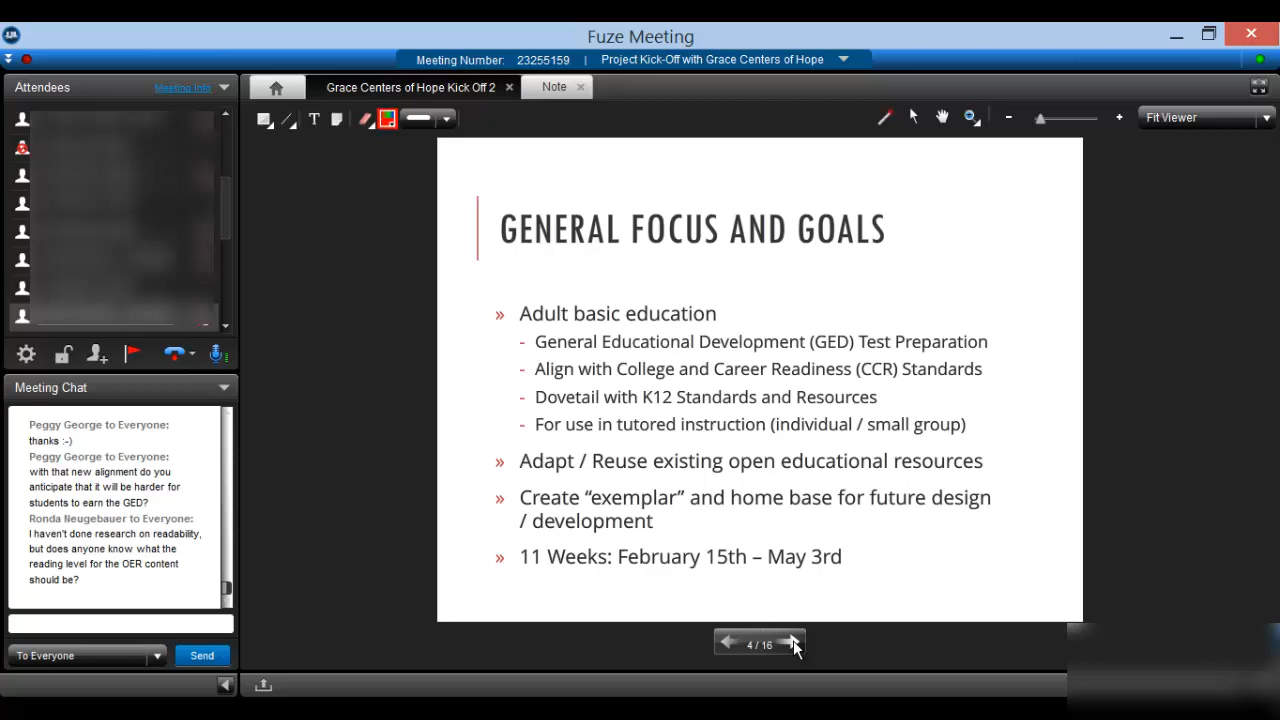 Fuze Meeting
Meeting Number: 23255159 | Project Kick-Off with Grace Centers of Hope
Attendees
Meeting Info
Grace Centers of Hope Kick Off 2
Note
T
Fit Viewer
GENERAL FOCUS AND GOALS
» Adult basic education
- General Educational Development (GED) Test Preparation
- Align with College and Career Readiness (CCR) Standards
- Dovetail with K12 Standards and Resources
- For use in tutored instruction (individual / small group)
» Adapt / Reuse existing open educational resources
» Create “exemplar” and home base for future design
/ development
» 11 Weeks: February 15th – May 3rd
4 / 16
Meeting Chat
Peggy George to Everyone:
thanks :-)
Peggy George to Everyone:
with that new alignment do you
anticipate that it will be harder for
students to earn the GED?
Ronda Neugebauer to Everyone:
I haven't done research on readability,
but does anyone know what the
reading level for the OER content
should be?
To Everyone
Send